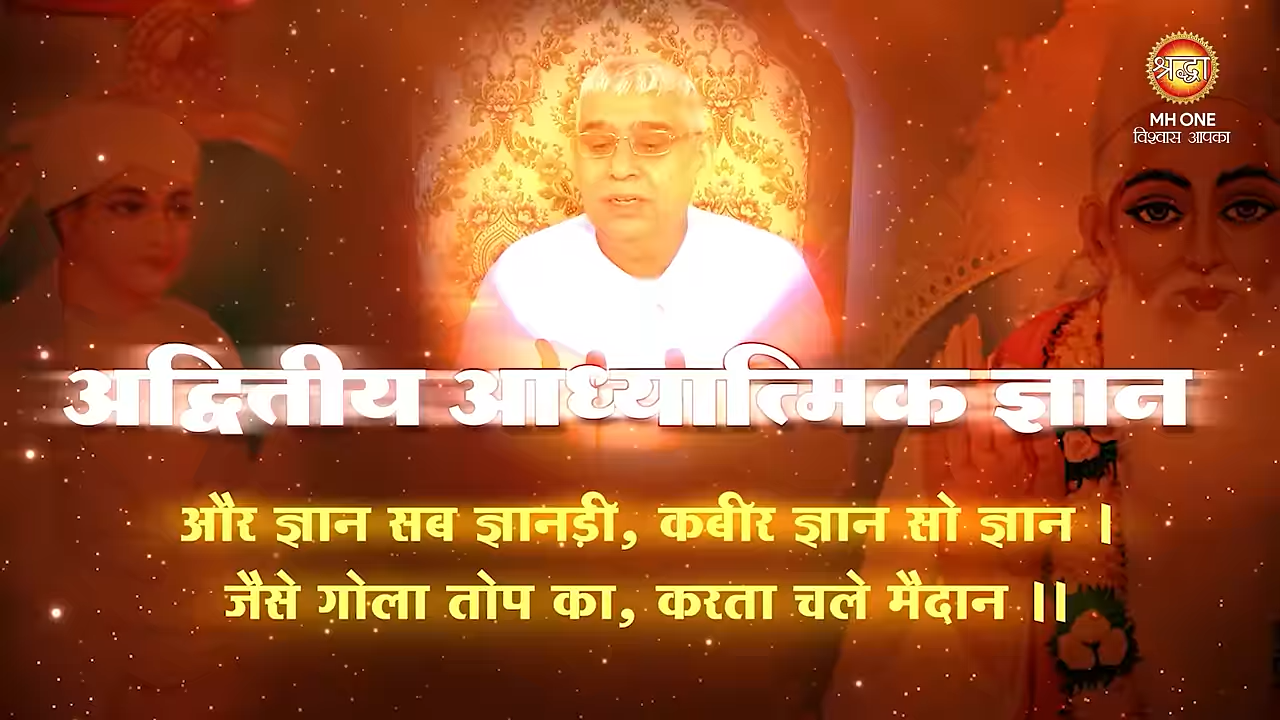 श्रद्धा
MH ONE
विश्वास आपका
अद्वितीय आध्यात्मिक ज्ञान
और ज्ञान सब ज्ञानड़ी, कबीर ज्ञान सो ज्ञान ।
जैसे गोला तोप का, करता चले मैदान ।।